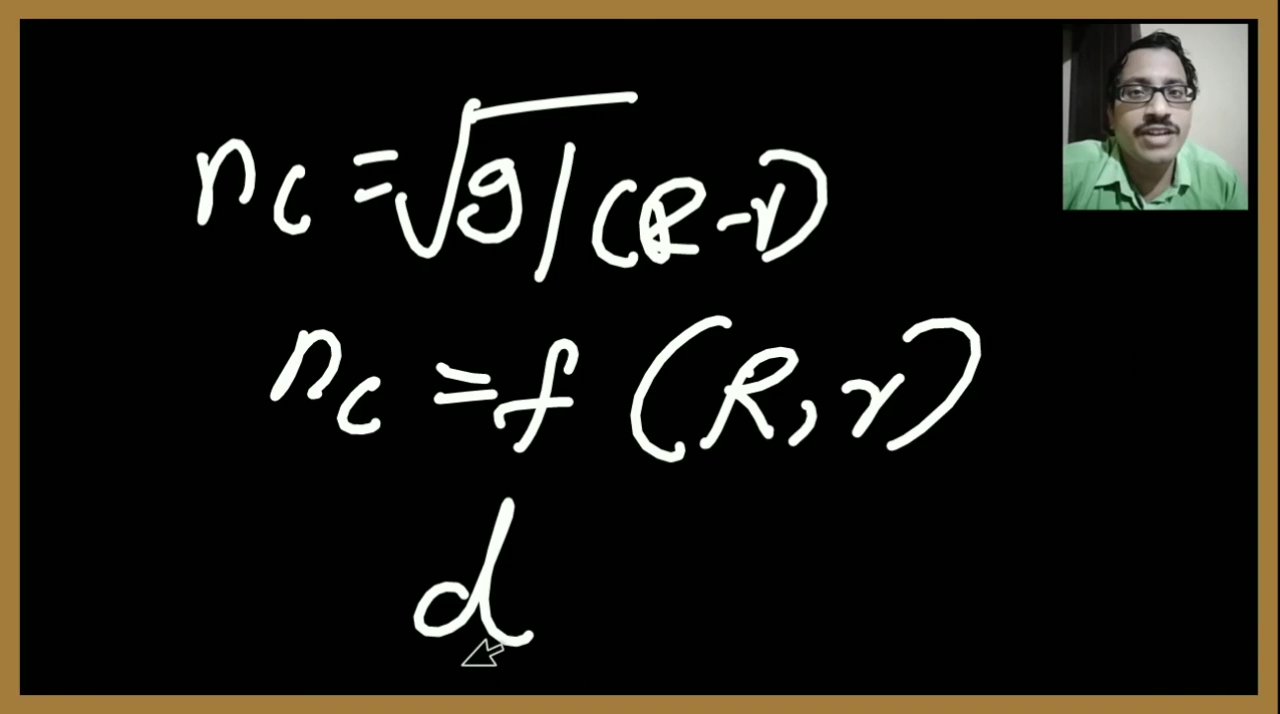 nc = √g/(R-r)
nc = f (R, r)
d